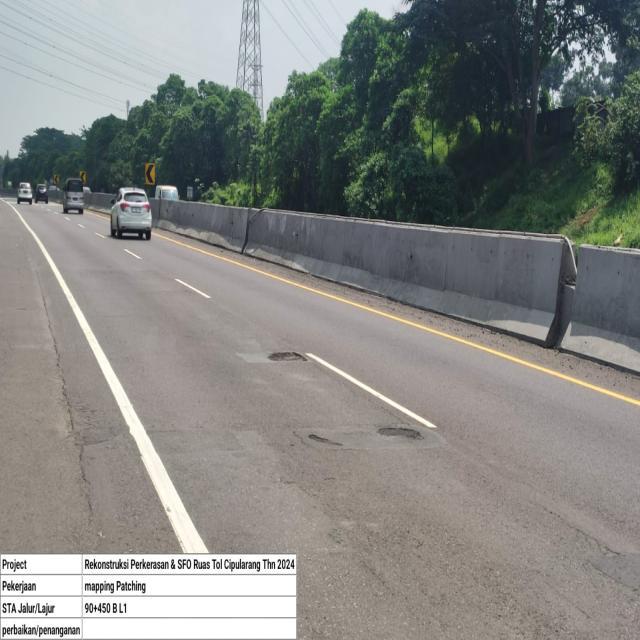 Project Rekonstruksi Perkerasan & SFO Ruas Tol Cipularang Thn 2024
Pekerjaan mapping Patching
STA Jalur/Lajur 90+450 B L1
perbaikan/penanganan